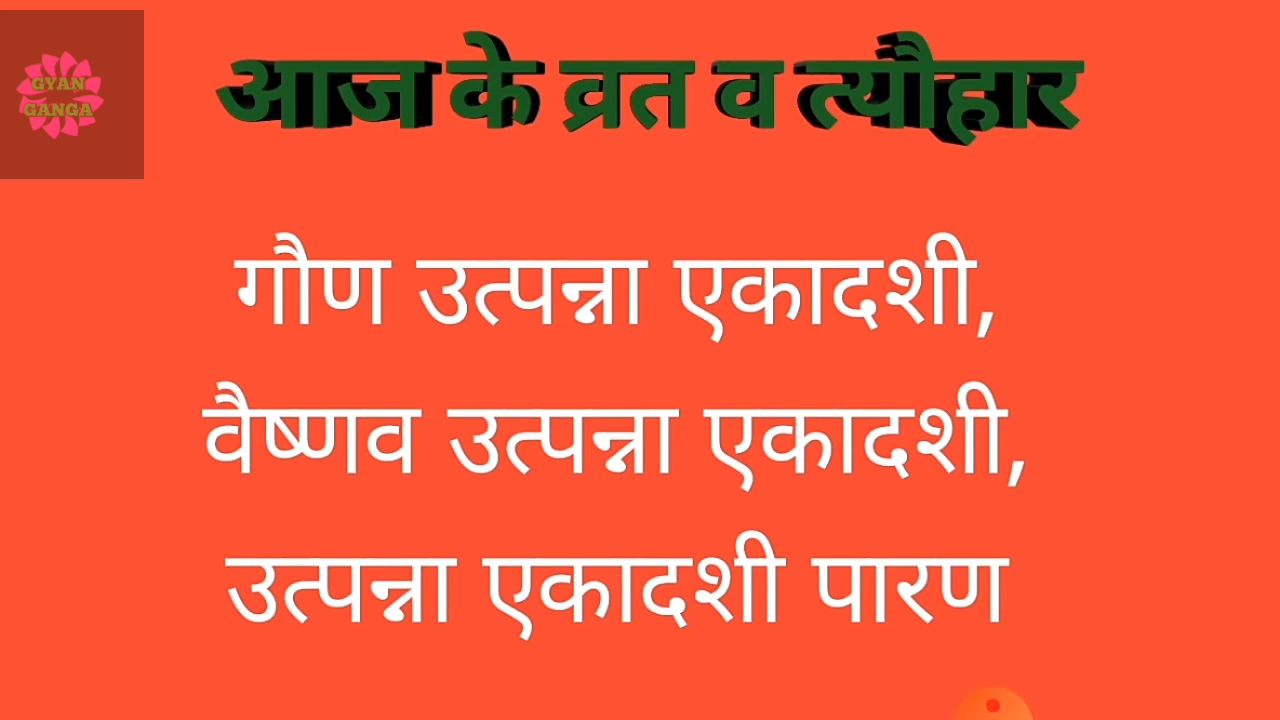 GYAN
GANGA
आज के व्रत व त्यौहार
गौण उत्पन्ना एकादशी,
वैष्णव उत्पन्ना एकादशी,
उत्पन्ना एकादशी पारण